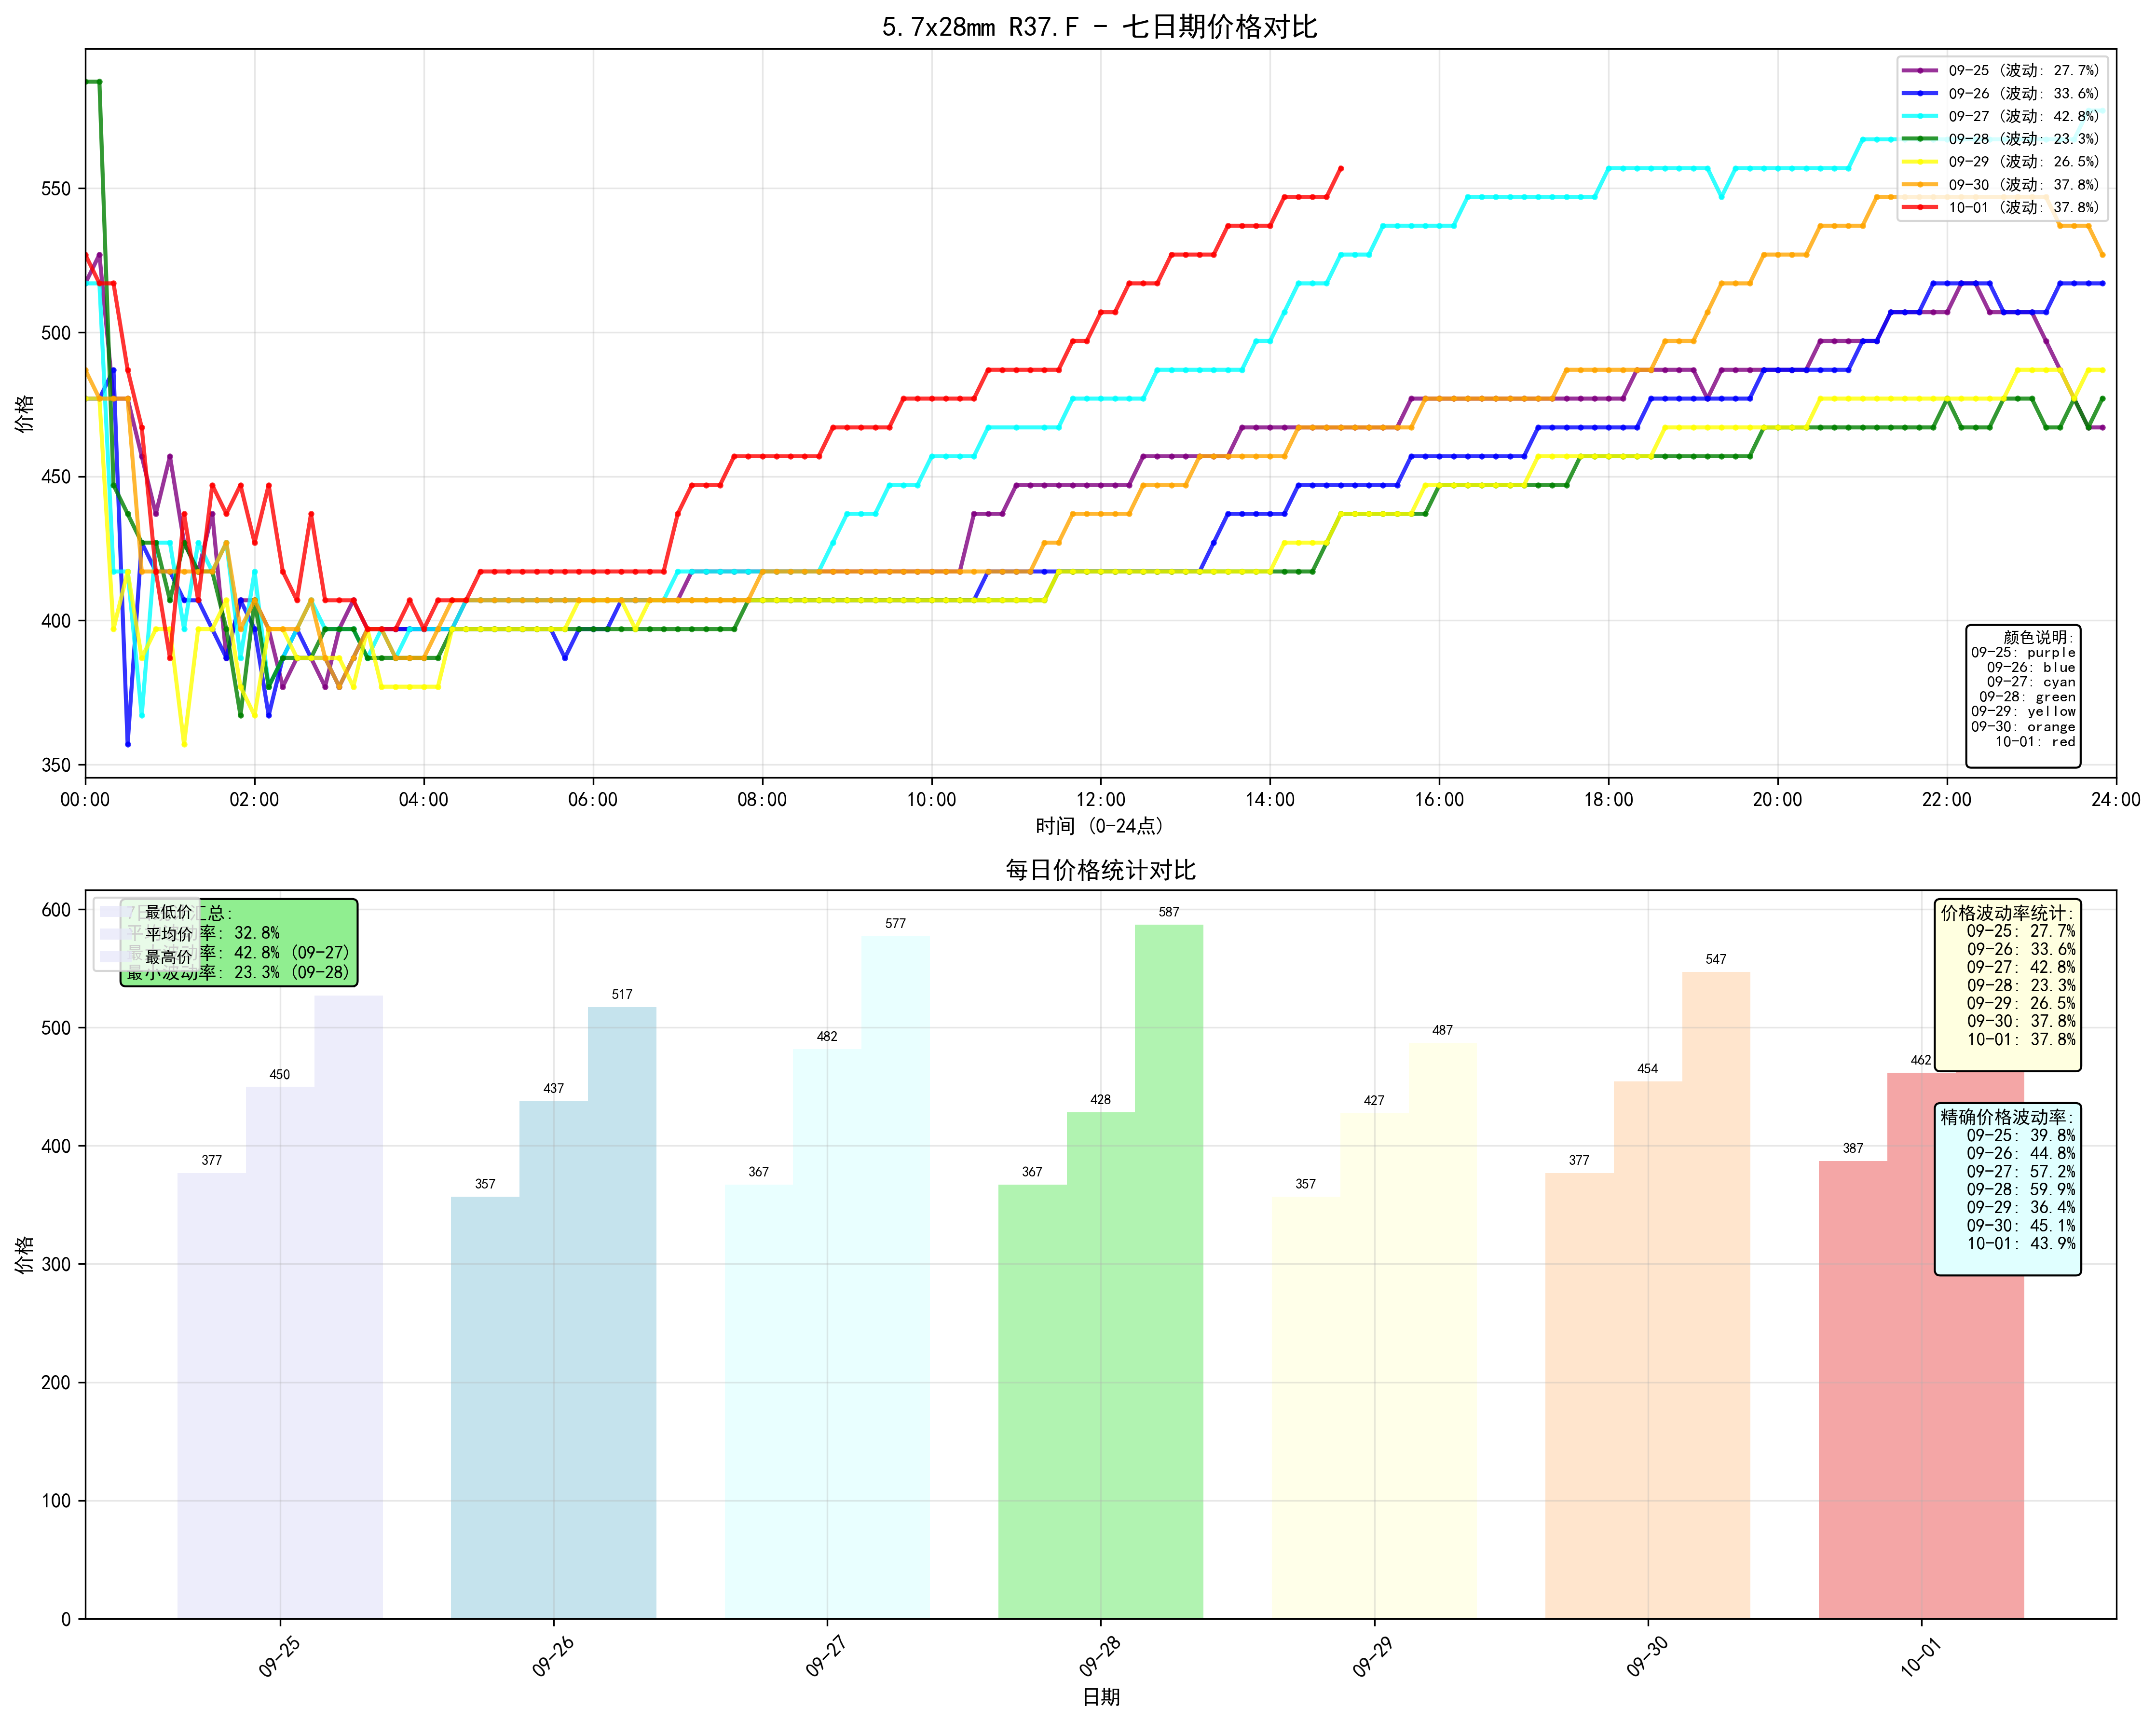 5.7x28mm R37.F - 七日期价格对比
09-25 (波动: 27.7%)
09-26 (波动: 33.6%)
09-27 (波动: 42.8%)
09-28 (波动: 23.3%)
09-29 (波动: 26.5%)
09-30 (波动: 37.8%)
10-01 (波动: 37.8%)
价格
550
500
450
400
350
颜色说明:
09-25: purple
09-26: blue
09-27: cyan
09-28: green
09-29: yellow
09-30: orange
10-01: red
00:00 02:00 04:00 06:00 08:00 10:00 12:00 14:00 16:00 18:00 20:00 22:00 24:00
时间 (0-24点)
每日价格统计对比
价格
600
500
400
300
200
100
0
最低价
平均价
最高价
汇总:
率: 32.8%
42.8% (09-27)
最小波动率: 23.3% (09-28)
377 450
357 437 517
367 482 577
367 428 587
357 427 487
377 454 547
387 462
价格波动率统计:
09-25: 27.7%
09-26: 33.6%
09-27: 42.8%
09-28: 23.3%
09-29: 26.5%
09-30: 37.8%
10-01: 37.8%
精确价格波动率:
09-25: 39.8%
09-26: 44.8%
09-27: 57.2%
09-28: 59.9%
09-29: 36.4%
09-30: 45.1%
10-01: 43.9%
09-25 09-26 09-27 09-28 09-29 09-30 10-01
日期